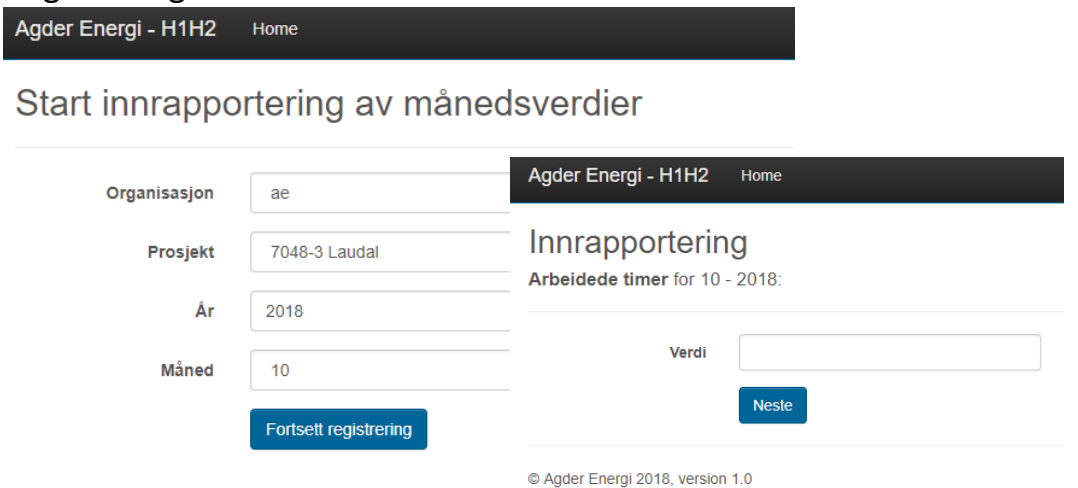 Agder Energi - H1H2 Home
Start innrapportering av månedsverdier
Organisasjon ae
Prosjekt 7048-3 Laudal
År 2018
Måned 10
Fortsett registrering
Agder Energi - H1H2 Home
Innrapportering
Arbeidede timer for 10 - 2018:
Verdi
Neste
© Agder Energi 2018, version 1.0